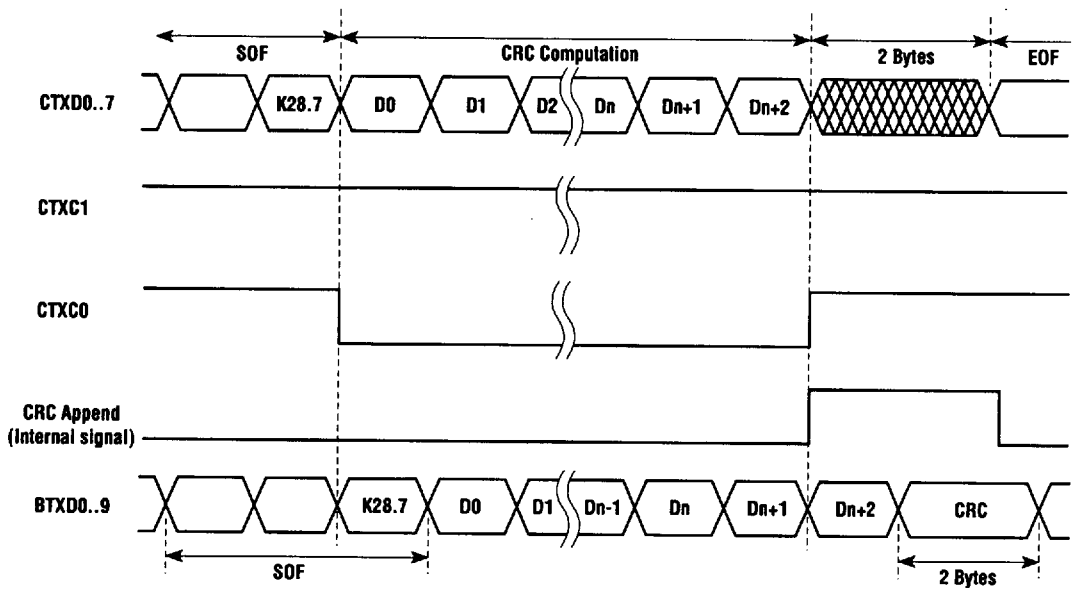 SOF
CRC Computation
2 Bytes
EOF
CTXD0..7
K28.7
D0
D1
D2
Dn
Dn+1
Dn+2
CTXC1
CTXC0
CRC Append
(Internal signal)
BTXD0..9
K28.7
D0
D1
Dn-1
Dn
Dn+1
Dn+2
CRC
SOF
2 Bytes